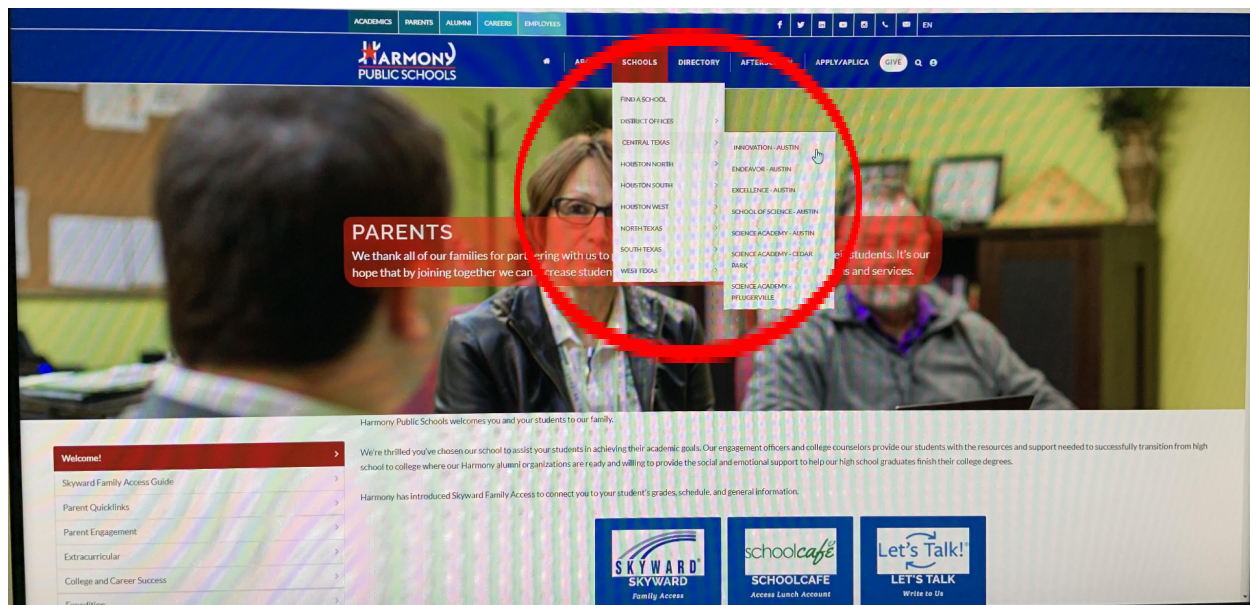 ACADEMICS PARENTS ALUMNI CAREERS EMPLOYEES
EN
HARMONY
PUBLIC SCHOOLS
SCHOOLS DIRECTORY APPLY/APLICA GIVE
FIND A SCHOOL
DISTRICT OFFICES
CENTRAL TEXAS
HOUSTON NORTH
HOUSTON SOUTH
HOUSTON WEST
NORTH TEXAS
SOUTH TEXAS
WEST TEXAS
INNOVATION - AUSTIN
ENDEAVOR - AUSTIN
EXCELLENCE - AUSTIN
SCHOOL OF SCIENCE - AUSTIN
SCIENCE ACADEMY - AUSTIN
SCIENCE ACADEMY - CEDAR
PARK
SCIENCE ACADEMY -
PFLUGERVILLE
PARENTS
We thank all of our families for partnering with us to students. It's our
hope that by joining together we can increase and services.
Harmony Public Schools welcomes you and your students to our family.
We're thrilled you've chosen our school to assist your students in achieving their academic goals. Our engagement officers and college counselors provide our students with the resources and support needed to successfully transition from high
school to college where our Harmony alumni organizations are ready and willing to provide the social and emotional support to help our high school graduates finish their college degrees.
Harmony has introduced Skyward Family Access to connect you to your student's grades, schedule, and general information.
Welcome!
Skyward Family Access Guide
Parent Quicklinks
Parent Engagement
Extracurricular
College and Career Success
Expedition
SKYWARD
SKYWARD
Family Access
schoolcafé
SCHOOLCAFE
Access Lunch Account
Let's Talk!
LET'S TALK
Write to Us